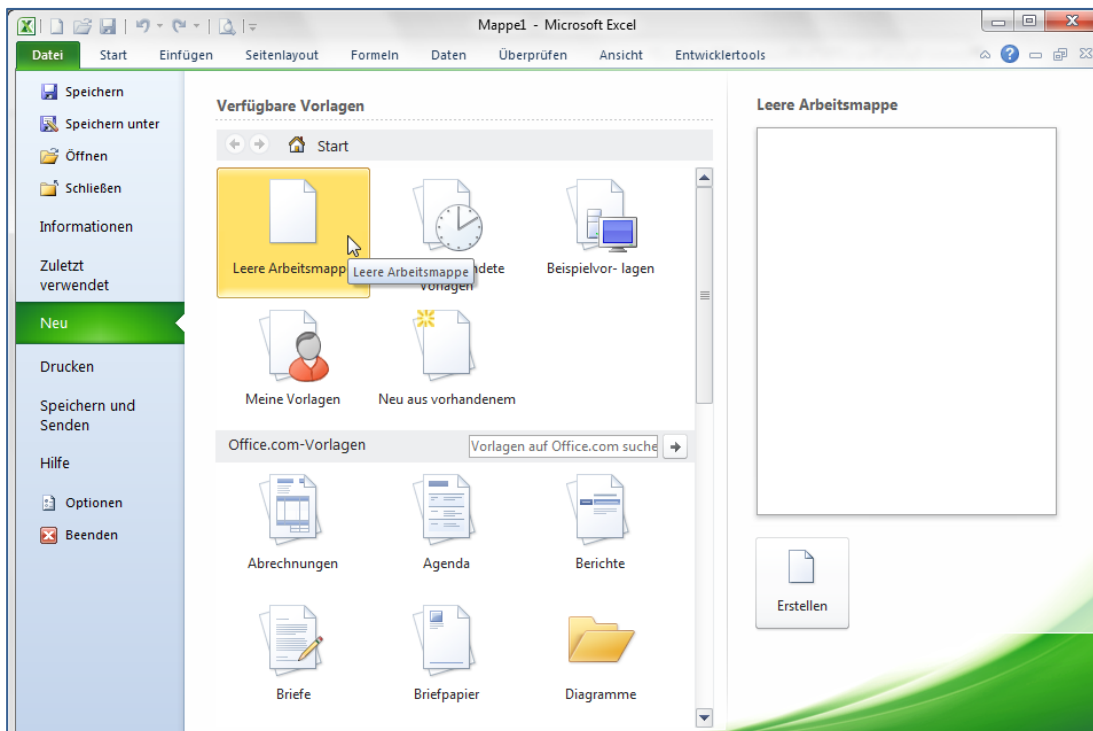 Mappe1 - Microsoft Excel
Datei Start Einfügen Seitenlayout Formeln Daten Überprüfen Ansicht Entwicklertools
Speichern
Speichern unter
Öffnen
Schließen
Informationen
Zuletzt
verwendet
Neu
Drucken
Speichern und
Senden
Hilfe
Optionen
Beenden
Verfügbare Vorlagen
Start
Leere Arbeitsmapp
Leere Arbeitsmappe
ndete
Vorlagen
Beispielvor- lagen
Meine Vorlagen
Neu aus vorhandenem
Office.com-Vorlagen
Vorlagen auf Office.com suche
Abrechnungen
Agenda
Berichte
Briefe
Briefpapier
Diagramme
Leere Arbeitsmappe
Erstellen